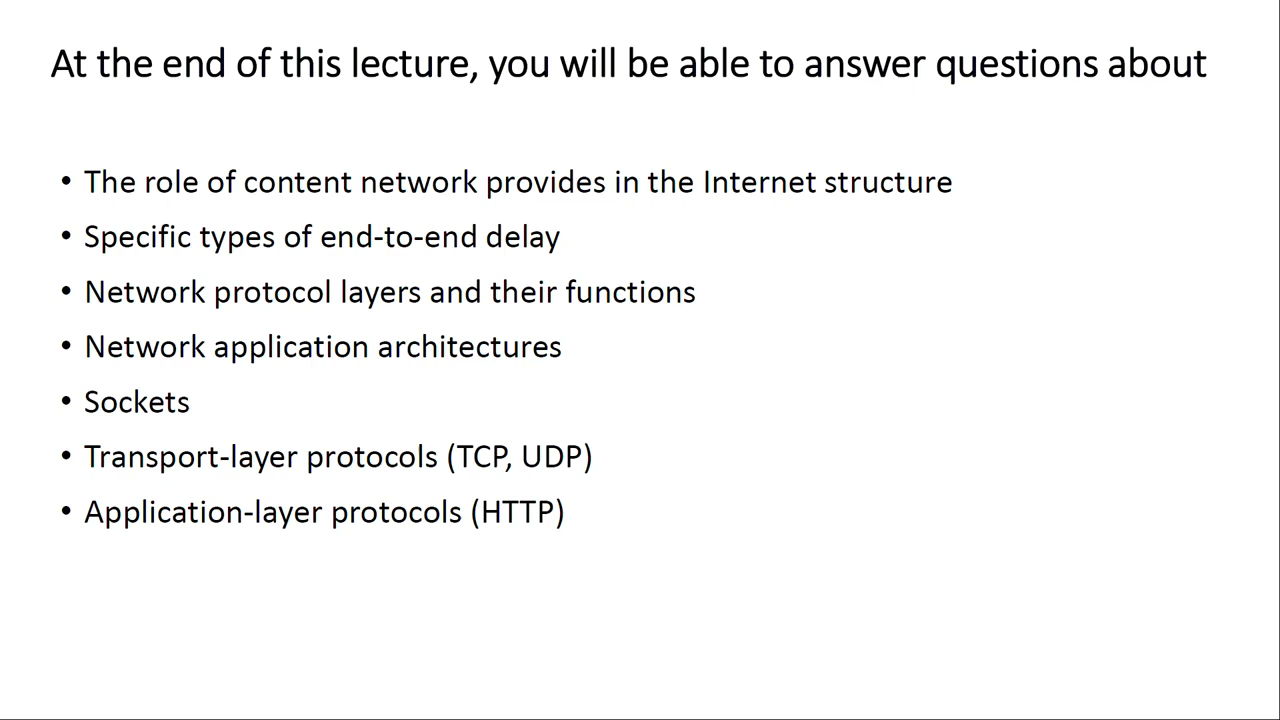 At the end of this lecture, you will be able to answer questions about
• The role of content network provides in the Internet structure
• Specific types of end-to-end delay
• Network protocol layers and their functions
• Network application architectures
• Sockets
• Transport-layer protocols (TCP, UDP)
• Application-layer protocols (HTTP)